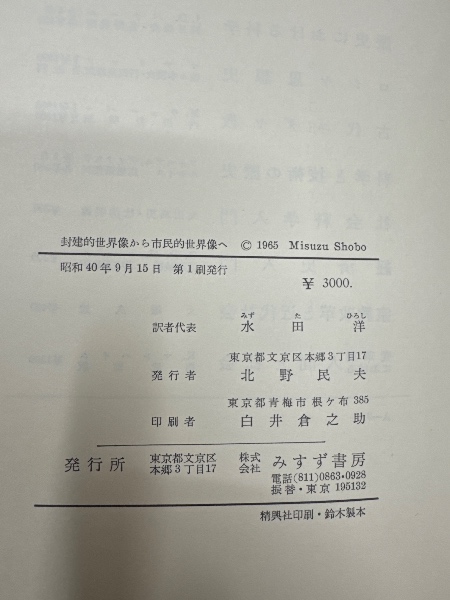 封建的世界像から市民的世界像へ © 1965 Misuzu Shobo
昭和40年9月15日 第1刷発行
¥ 3000.
みず た ひろし
訳者代表 水田洋
東京都文京区本郷3丁目17
発行者 北野民夫
東京都青梅市根ケ布385
印刷者 白井倉之助
発行所 東京都文京区本郷3丁目17 株式会社 みすず書房
電話(811)0863・0928
振替・東京 195132
精興社印刷・鈴木製本